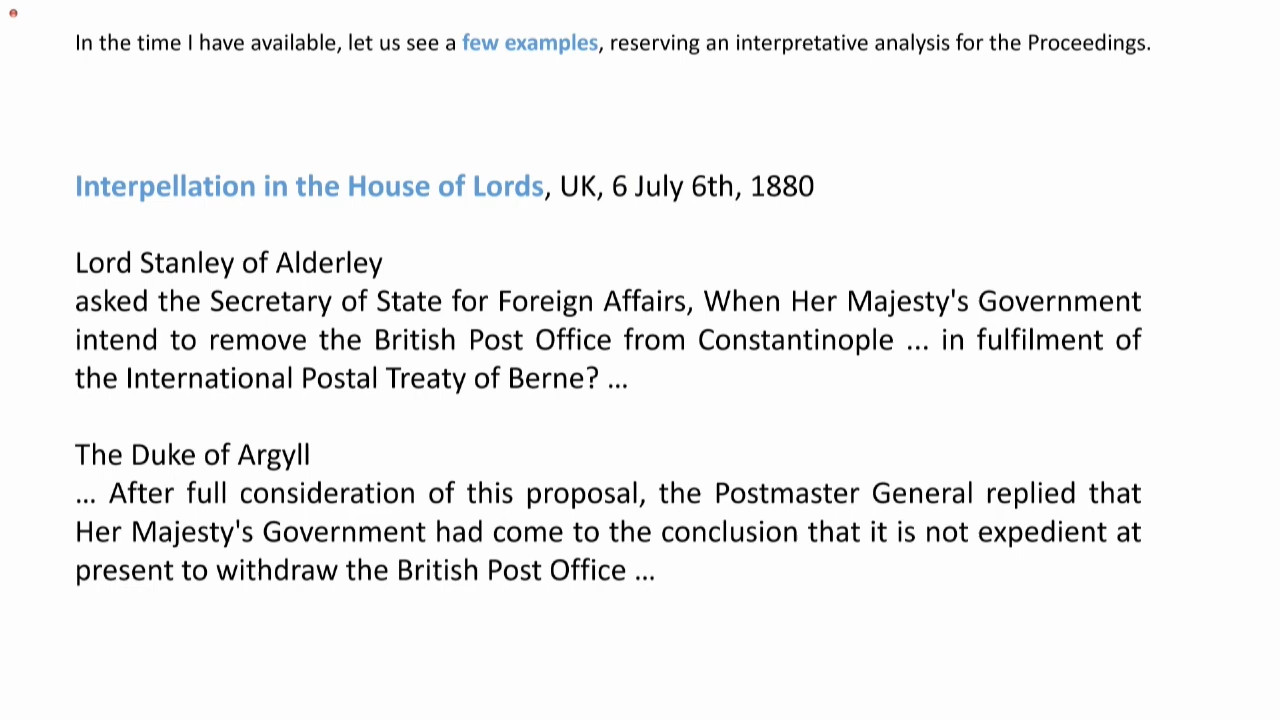 In the time I have available, let us see a few examples, reserving an interpretative analysis for the Proceedings.
Interpellation in the House of Lords, UK, 6 July 6th, 1880
Lord Stanley of Alderley
asked the Secretary of State for Foreign Affairs, When Her Majesty's Government
intend to remove the British Post Office from Constantinople ... in fulfilment of
the International Postal Treaty of Berne? ...
The Duke of Argyll
... After full consideration of this proposal, the Postmaster General replied that
Her Majesty's Government had come to the conclusion that it is not expedient at
present to withdraw the British Post Office ...